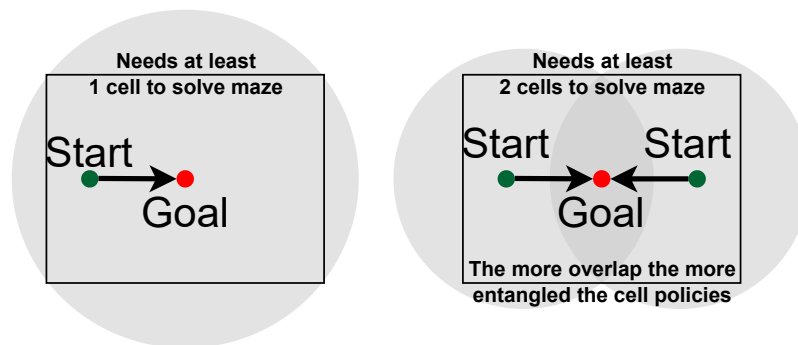 Needs at least
1 cell to solve maze
Start
Goal
Needs at least
2 cells to solve maze
Start
Start
Goal
The more overlap the more
entangled the cell policies